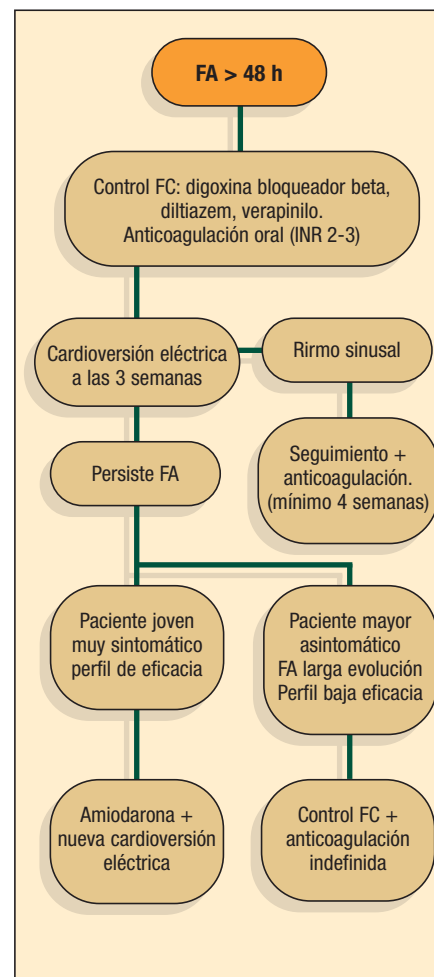 FA > 48 h
Control FC: digoxina bloqueador beta,
diltiazem, verapinilo.
Anticoagulación oral (INR 2-3)
Cardioversión eléctrica
a las 3 semanas
Rirmo sinusal
Seguimiento +
anticoagulación.
(mínimo 4 semanas)
Persiste FA
Paciente joven
muy sintomático
perfil de eficacia
Paciente mayor
asintomático
FA larga evolución
Perfil baja eficacia
Amiodarona +
nueva cardioversión
eléctrica
Control FC +
anticoagulación
indefinida